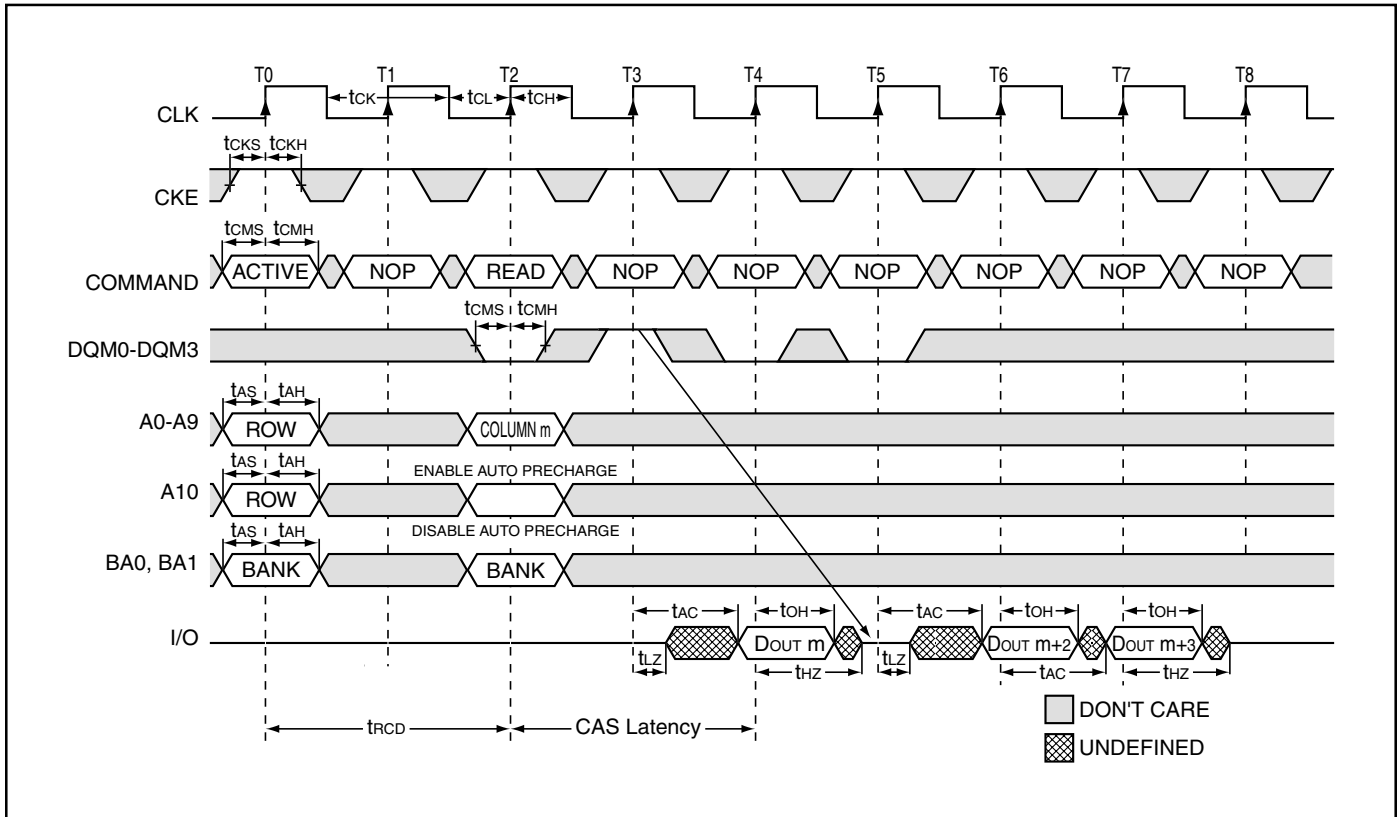 T0 T1 T2 T3 T4 T5 T6 T7 T8
CLK tCK tCL tCH
tCKS tCKH
CKE
tCMS tCMH
COMMAND ACTIVE NOP READ NOP NOP NOP NOP NOP NOP
tCMS tCMH
DQM0-DQM3
tAS tAH
A0-A9 ROW COLUMN m
tAS tAH ENABLE AUTO PRECHARGE
A10 ROW
tAS tAH DISABLE AUTO PRECHARGE
BA0, BA1 BANK BANK
tAC tOH tAC tOH tOH
I/O DOUT m DOUT m+2 DOUT m+3
tLZ tHZ tLZ tAC tHZ
DON'T CARE
tRCD CAS Latency
UNDEFINED